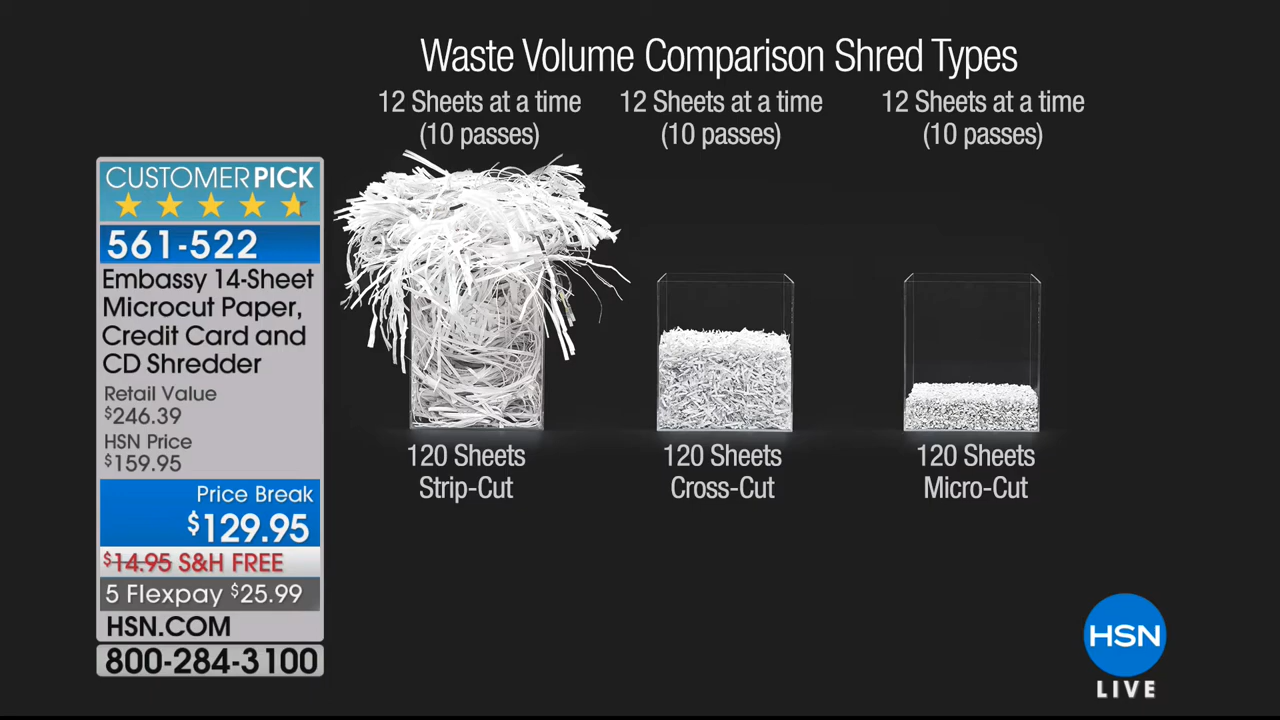 Waste Volume Comparison Shred Types
12 Sheets at a time
(10 passes)
12 Sheets at a time
(10 passes)
12 Sheets at a time
(10 passes)
120 Sheets
Strip-Cut
120 Sheets
Cross-Cut
120 Sheets
Micro-Cut
CUSTOMER PICK
561-522
Embassy 14-Sheet
Microcut Paper,
Credit Card and
CD Shredder
Retail Value
$246.39
HSN Price
$159.95
Price Break
$129.95
$14.95 S&H FREE
5 Flexpay $25.99
HSN.COM
800-284-3100
HSN
LIVE